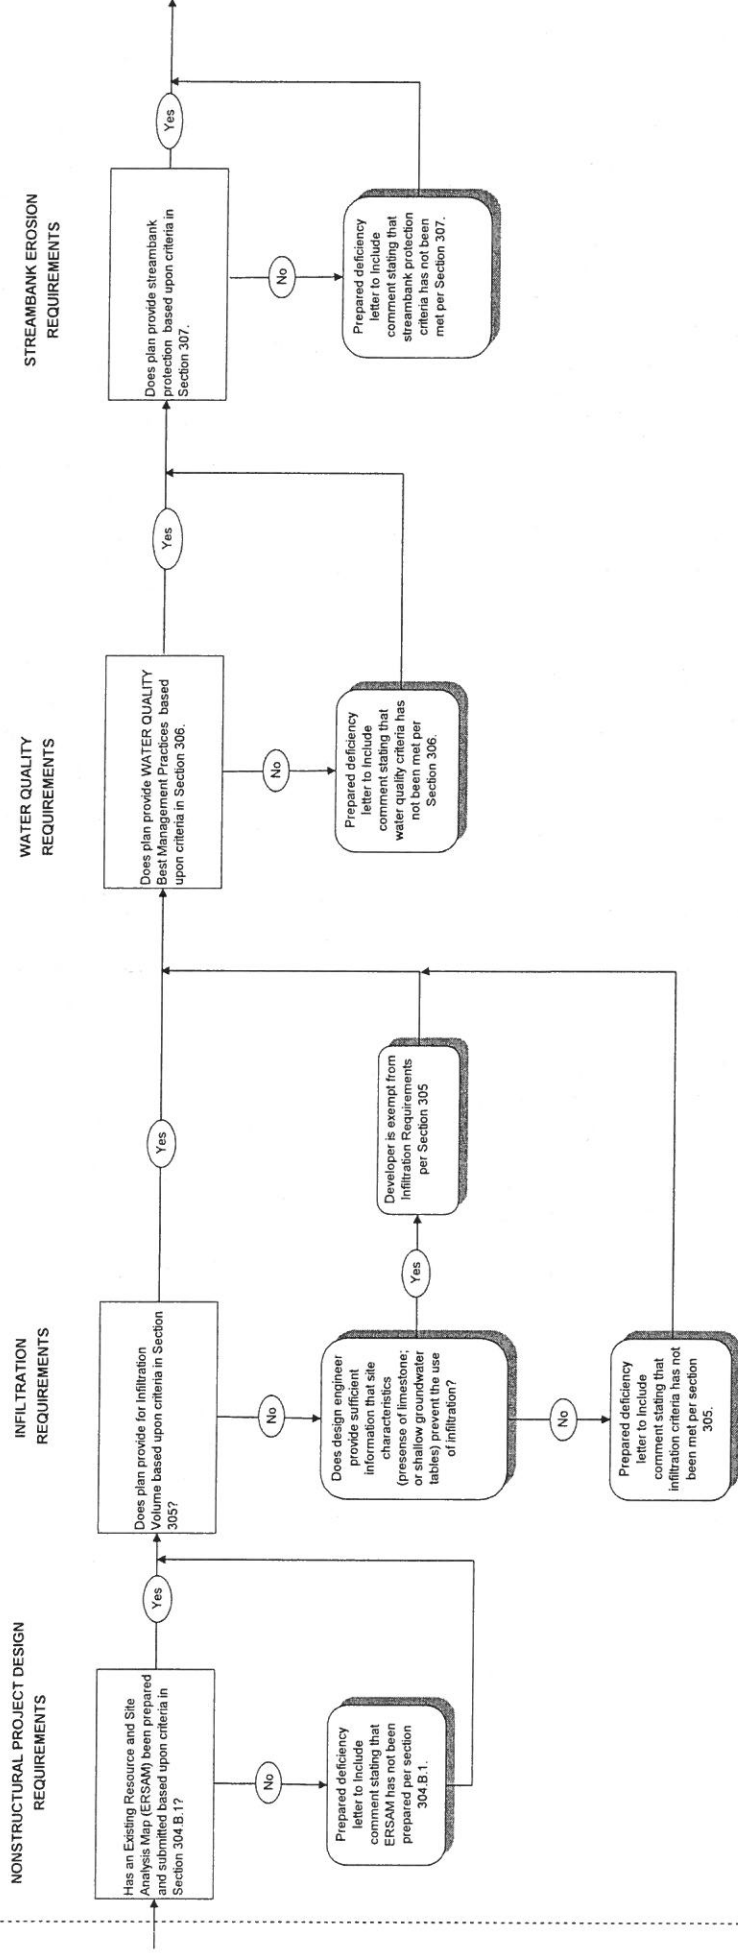 NONSTRUCTURAL PROJECT DESIGN
REQUIREMENTS
Has an Existing Resource and Site
Analysis Map (ERSAM) been prepared
and submitted based upon criteria in
Section 304.B.1?
Yes
No
Prepared deficiency
letter to Include
comment stating that
ERSAM has not been
prepared per section
304.B.1.
INFILTRATION
REQUIREMENTS
Does plan provide for Infiltration
Volume based upon criteria in Section
305?
Yes
No
Does design engineer
provide sufficient
information that site
characteristics
(presense of limestone;
or shallow groundwater
tables) prevent the use
of infiltration?
Yes
Developer is exempt from
Infiltration Requirements
per Section 305
No
Prepared deficiency
letter to Include
comment stating that
infiltration criteria has not
been met per section
305.
WATER QUALITY
REQUIREMENTS
Does plan provide WATER QUALITY
Best Management Practices based
upon criteria in Section 306.
Yes
No
Prepared deficiency
letter to Include
comment stating that
water quality criteria has
not been met per
Section 306.
STREAMBANK EROSION
REQUIREMENTS
Does plan provide streambank
protection based upon criteria in
Section 307.
Yes
No
Prepared deficiency
letter to Include
comment stating that
streambank protection
criteria has not been
met per Section 307.